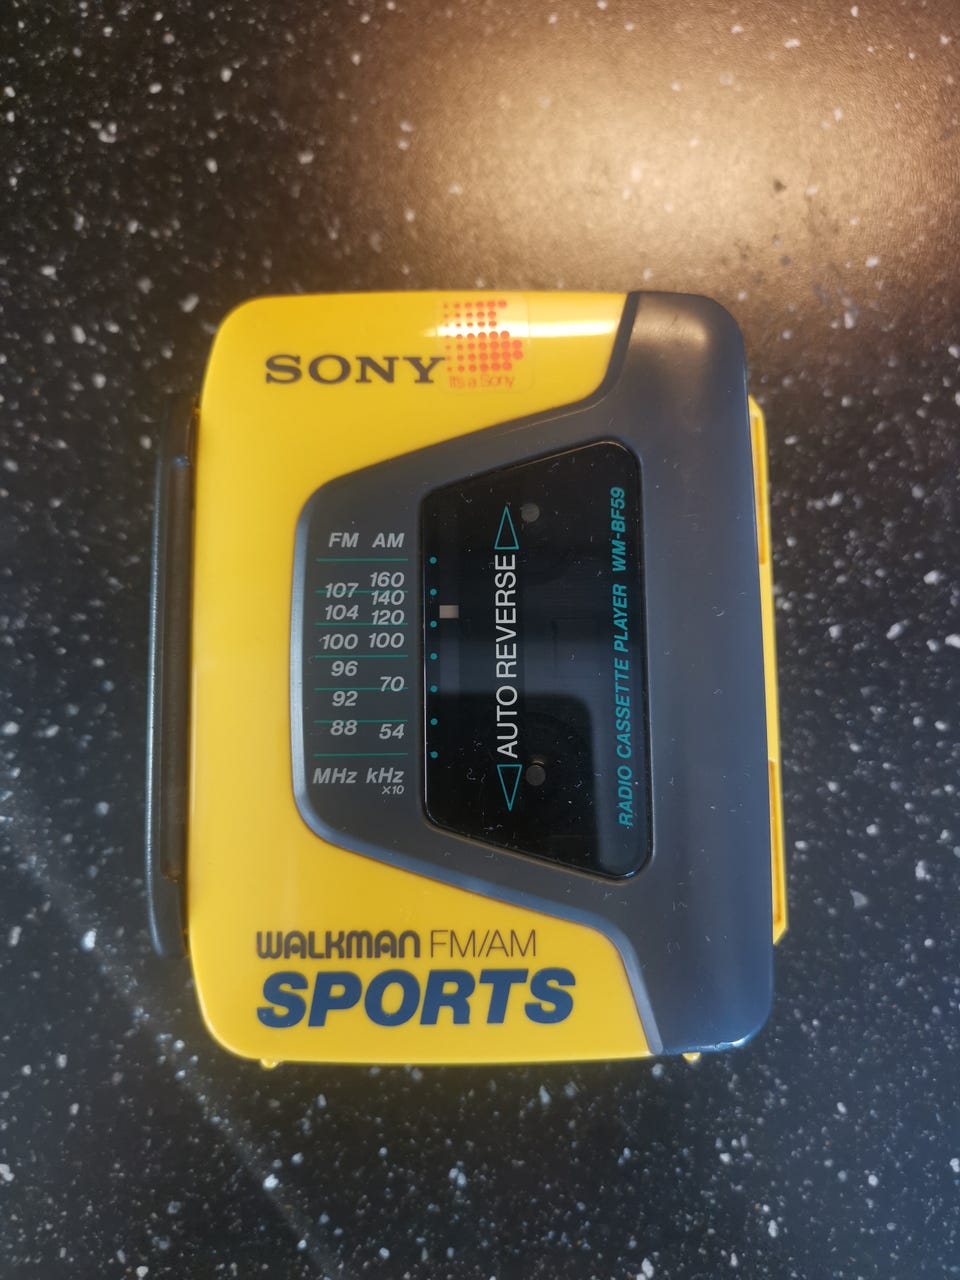 SONY
It's a Sony
FM AM
160
107
140
104
120
100 100
96
70
92
88 54
MHz kHz
×10
AUTO REVERSE
RADIO CASSETTE PLAYER WM-BF59
WALKMAN FM/AM
SPORTS